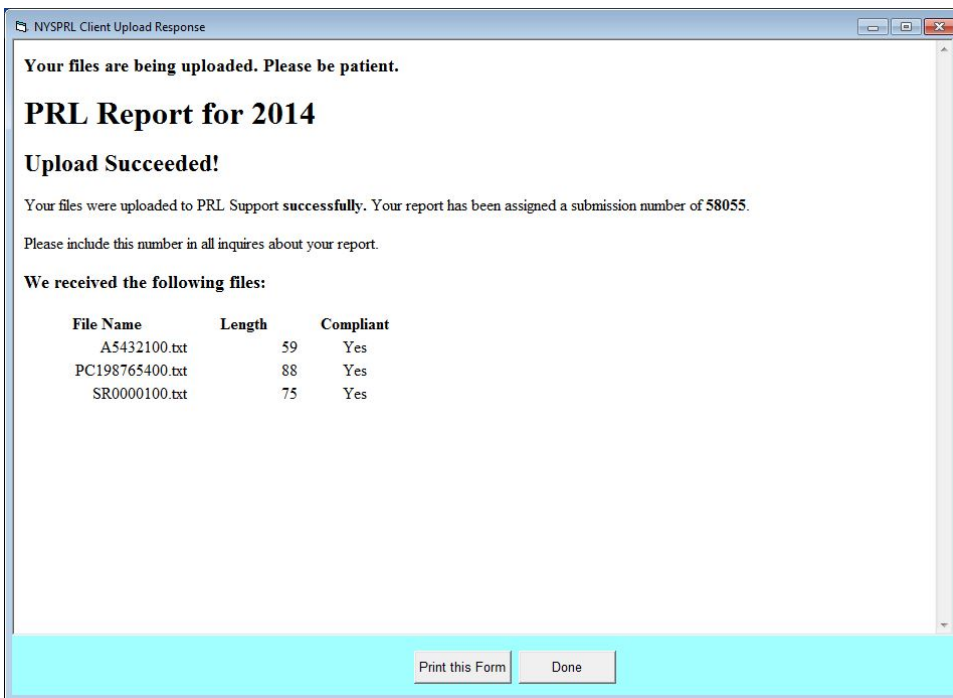 NYSPRL Client Upload Response
Your files are being uploaded. Please be patient.
PRL Report for 2014
Upload Succeeded!
Your files were uploaded to PRL Support successfully. Your report has been assigned a submission number of 58055.
Please include this number in all inquires about your report.
We received the following files:
File Name Length Compliant
A5432100.txt 59 Yes
PC198765400.txt 88 Yes
SR0000100.txt 75 Yes
Print this Form Done